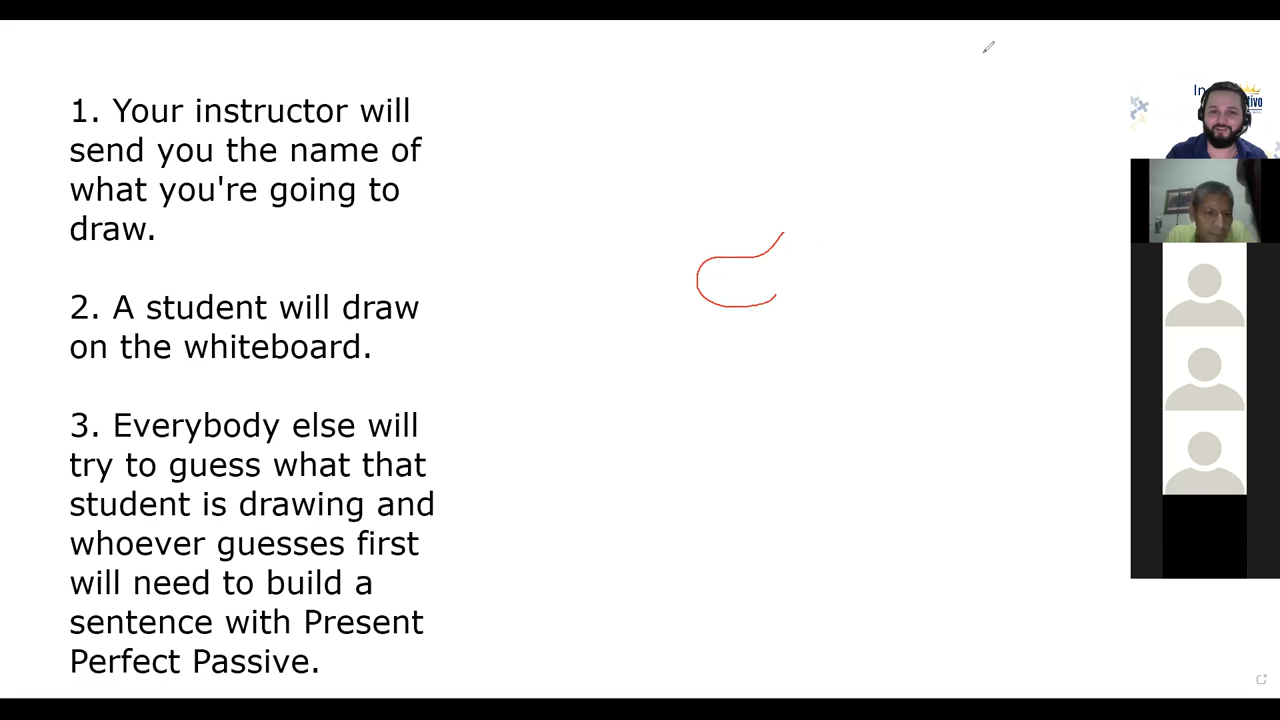 1. Your instructor will
send you the name of
what you're going to
draw.
2. A student will draw
on the whiteboard.
3. Everybody else will
try to guess what that
student is drawing and
whoever guesses first
will need to build a
sentence with Present
Perfect Passive.